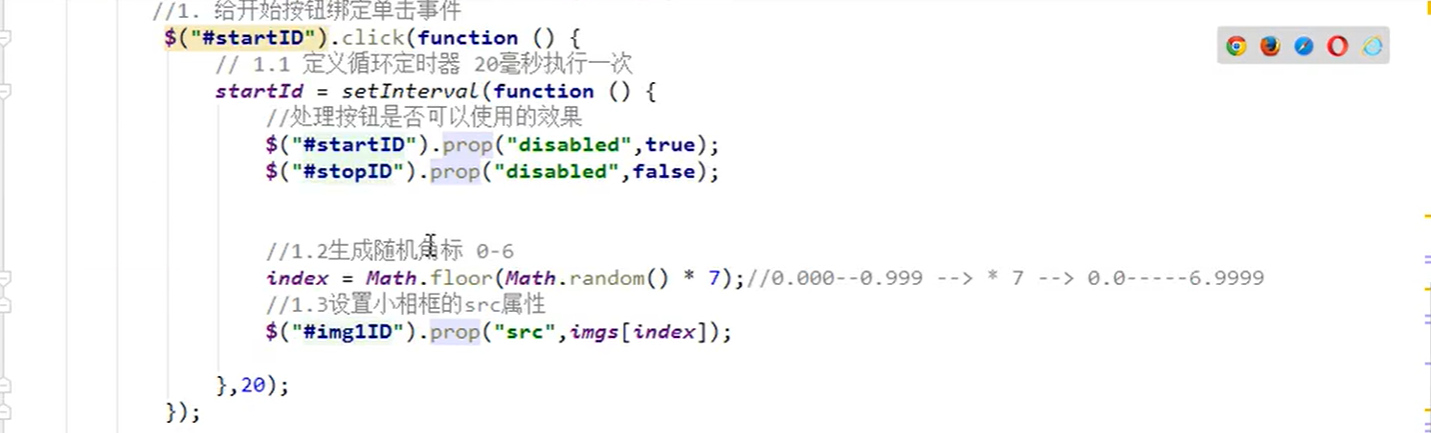 //1. 给开始按钮绑定单击事件
$("#startID").click(function () {
// 1.1 定义循环定时器 20毫秒执行一次
startId = setInterval(function () {
//处理按钮是否可以使用的效果
$("#startID").prop("disabled",true);
$("#stopID").prop("disabled",false);
//1.2生成随机角标 0-6
index = Math.floor(Math.random() * 7);//0.000--0.999 --> * 7 --> 0.0-----6.9999
//1.3设置小相框的src属性
$("#img1ID").prop("src",imgs[index]);
},20);
});